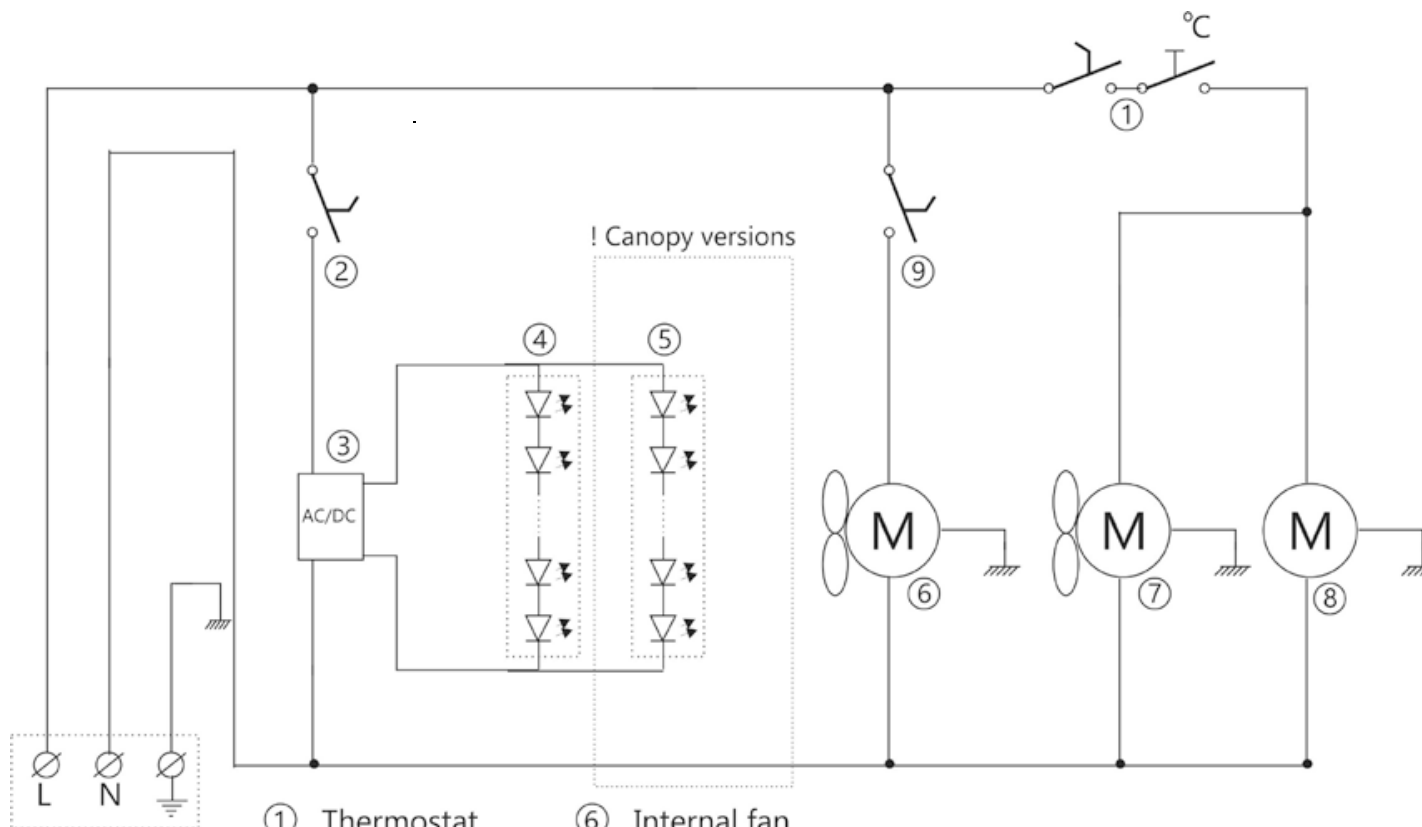 °C
①
! Canopy versions
②
⑨
④ ⑤
③
AC/DC
M M M
⑥ ⑦ ⑧
L N
① Thermostat ⑥ Internal fan